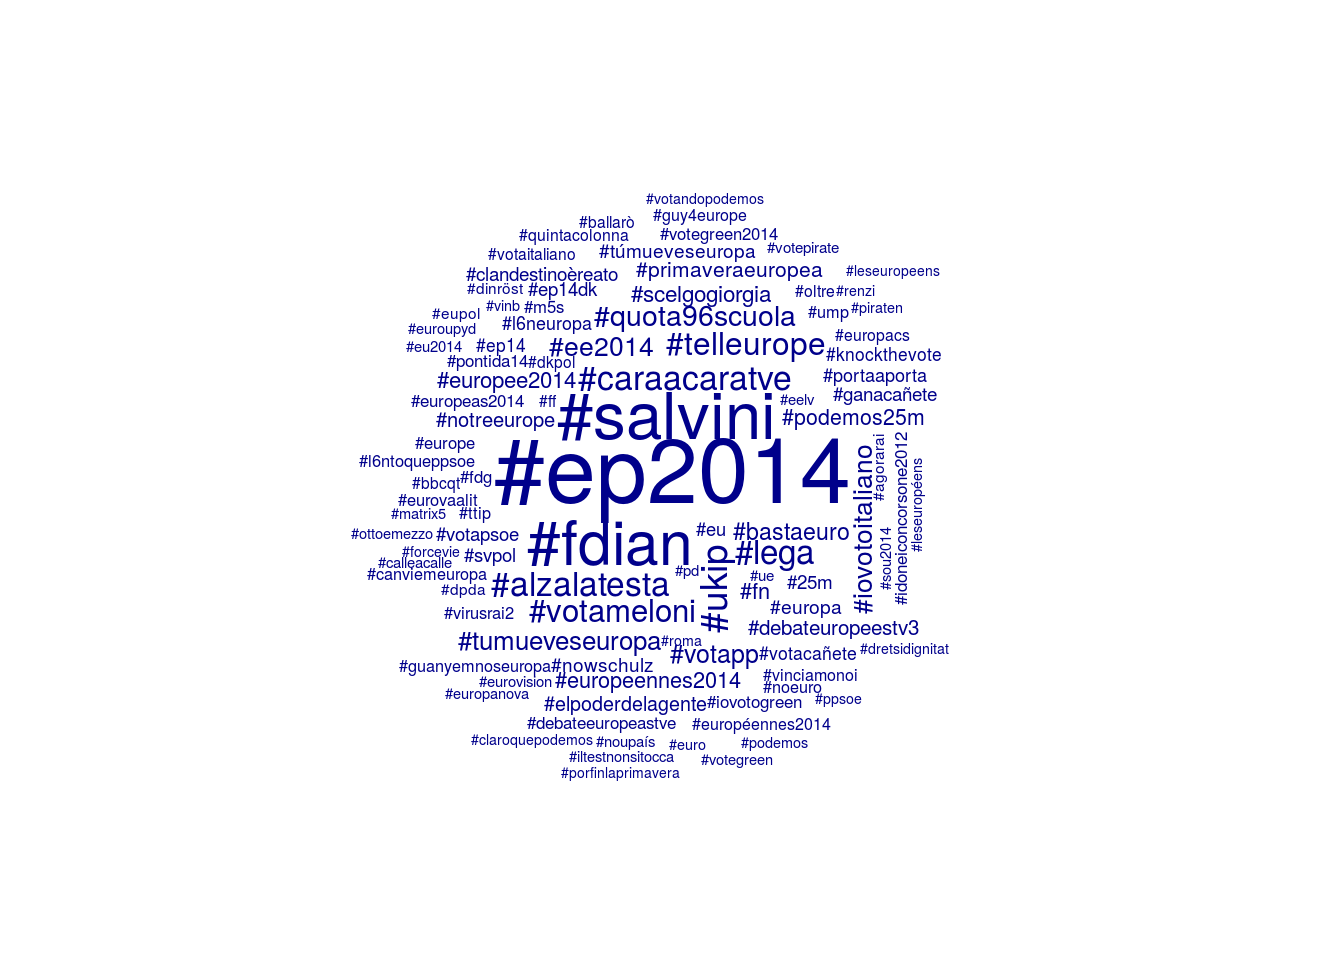 #votandopodemos
#guy4europe
#ballarò
#quintacolonna
#votegreen2014
#votaitaliano
#túmueveseuropa
#votepirate
#clandestinoèreato
#primaveraeuropea
#leseuropeens
#dinröst
#ep14dk
#scelgogiorgia
#oltre
#renzi
#eupol
#vinb
#m5s
#quota96scuola
#ump
#piraten
#euroupyd
#l6neuropa
#europacs
#eu2014
#ep14
#ee2014
#telleurope
#knockthevote
#pontida14
#dkpol
#europee2014
#caraacaratve
#portaaporta
#europeas2014
#ff
#salvini
#eelv
#ganacañete
#notreeurope
#podemos25m
#europe
#l6ntoqueppsoe
#bbcqt
#fdg
#ep2014
#iovotoitaliano
#agorarai
#idoneiconcorsone2012
#leseuropéens
#sou2014
#eurovaalit
#matrix5
#ttip
#ottoemezzo
#votapsoe
#fdian
#eu
#bastaeuro
#forcevie
#svpol
#lega
#calleacalle
#canviemeuropa
#alzalatesta
#pd
#ukip
#ue
#fn
#25m
#dpda
#virusrai2
#votameloni
#europa
#debateuropeestv3
#tumueveseuropa
#roma
#votapp
#votacañete
#dretsidignitat
#guanyemnoseuropa
#nowschulz
#eurovision
#europeennes2014
#vinciamonoi
#noeuro
#europanova
#elpoderdelagente
#iovotogreen
#ppsoe
#debateeuropeastve
#européennes2014
#claroquepodemos
#noupaís
#euro
#podemos
#iltestnonsitocca
#votegreen
#porfinlaprimavera